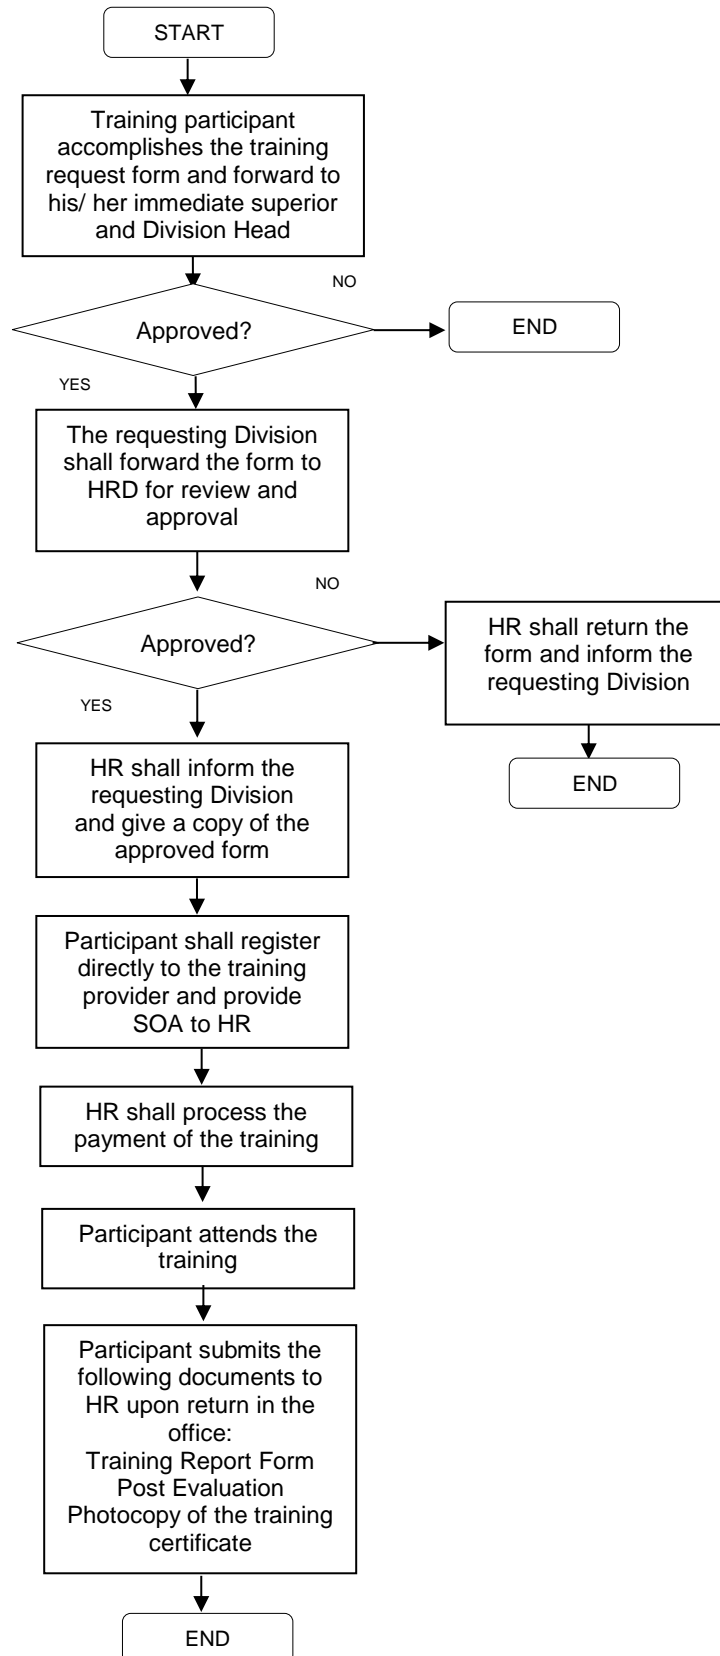 START
Training participant
accomplishes the training
request form and forward to
his/ her immediate superior
and Division Head
NO
Approved?
END
YES
The requesting Division
shall forward the form to
HRD for review and
approval
NO
Approved?
HR shall return the
form and inform the
requesting Division
YES
END
HR shall inform the
requesting Division
and give a copy of the
approved form
Participant shall register
directly to the training
provider and provide
SOA to HR
HR shall process the
payment of the training
Participant attends the
training
Participant submits the
following documents to
HR upon return in the
office:
Training Report Form
Post Evaluation
Photocopy of the training
certificate
END